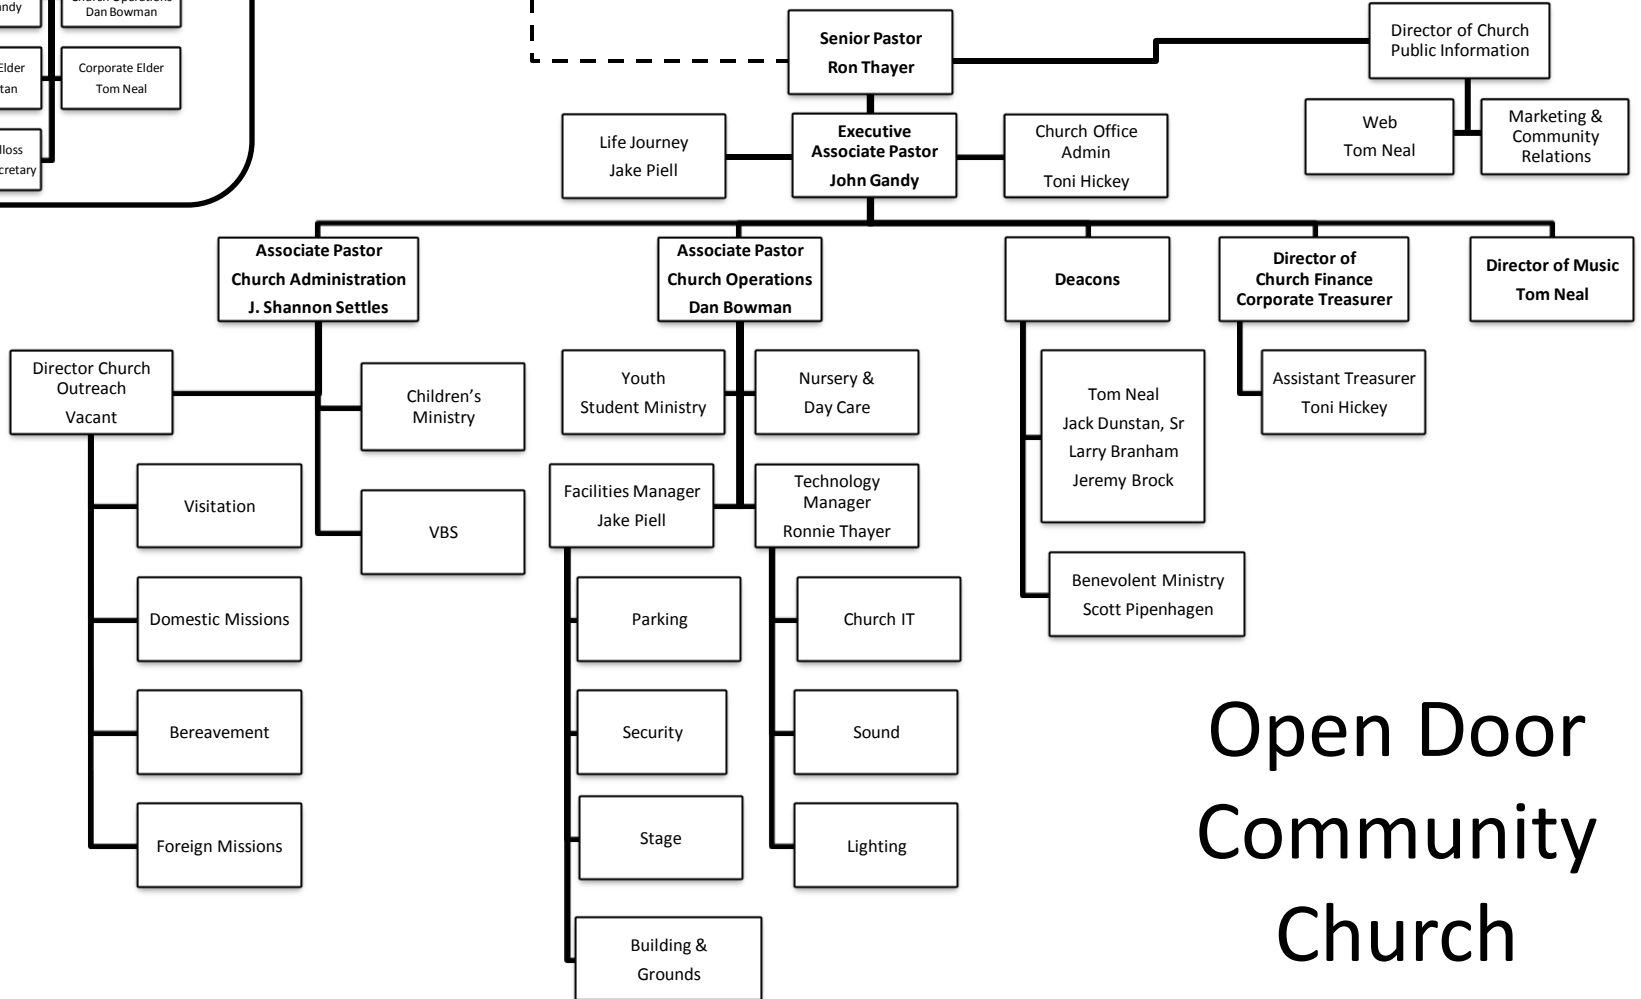 Church Operations
Dan Bowman
Elder
Corporate Elder
Tom Neal
Senior Pastor
Ron Thayer
Director of Church
Public Information
Web
Tom Neal
Marketing &
Community
Relations
Life Journey
Jake Piell
Executive
Associate Pastor
John Gandy
Church Office
Admin
Toni Hickey
Associate Pastor
Church Administration
J. Shannon Settles
Associate Pastor
Church Operations
Dan Bowman
Deacons
Director of
Church Finance
Corporate Treasurer
Director of Music
Tom Neal
Director Church
Outreach
Vacant
Children's
Ministry
Youth
Student Ministry
Nursery &
Day Care
Tom Neal
Jack Dunstan, Sr
Larry Branham
Jeremy Brock
Assistant Treasurer
Toni Hickey
Visitation
VBS
Facilities Manager
Jake Piell
Technology
Manager
Ronnie Thayer
Domestic Missions
Parking
Church IT
Benevolent Ministry
Scott Pipenhagen
Bereavement
Security
Sound
Foreign Missions
Stage
Lighting
Building &
Grounds
Open Door
Community
Church